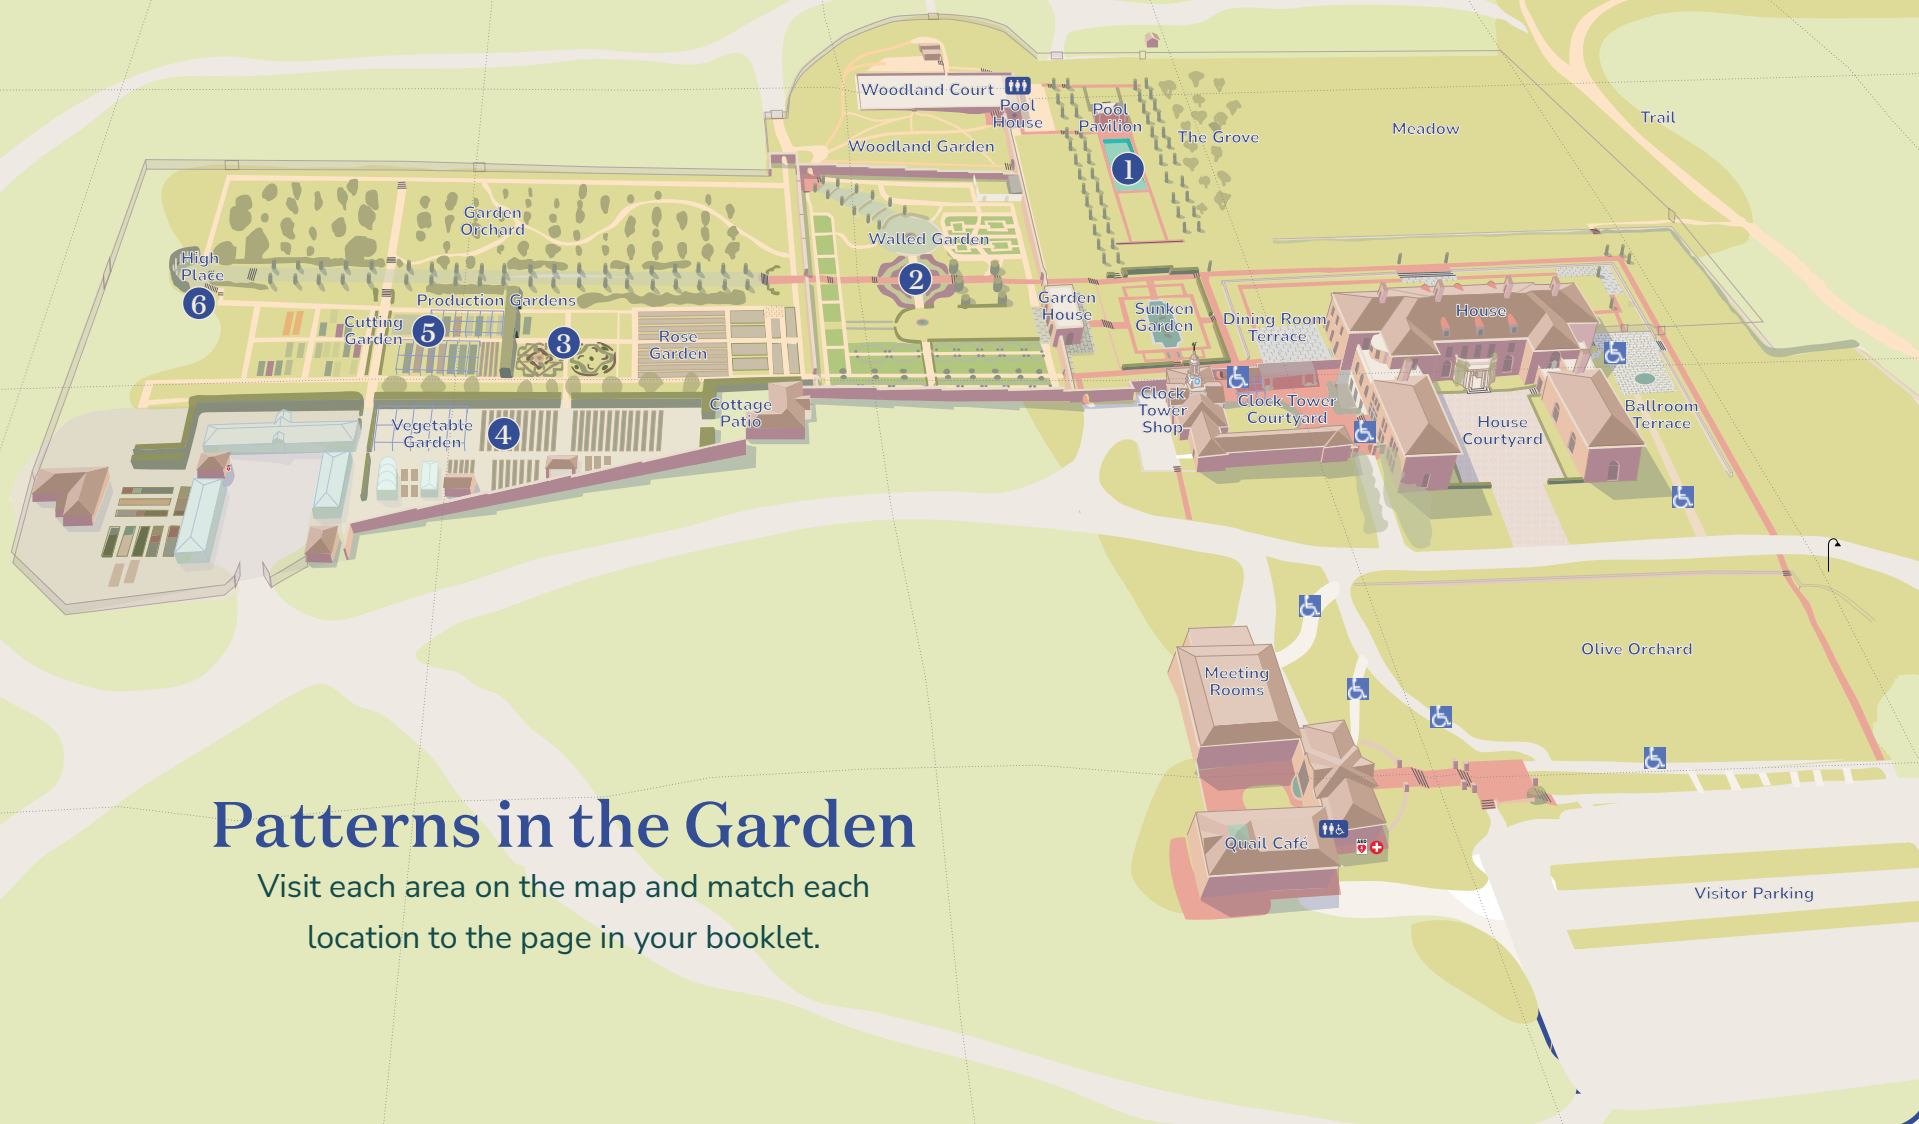 Woodland Court
Pool
House
Pool
Pavilion
The Grove
Meadow
Trail
Woodland Garden
1
Garden
Orchard
Walled Garden
2
High
Place
6
Production Gardens
Cutting
Garden
5
3
Rose
Garden
Garden
House
Sunken
Garden
Dining Room
Terrace
House
Cottage
Patio
Vegetable
Garden
4
Clock
Tower
Shop
Clock Tower
Courtyard
House
Courtyard
Ballroom
Terrace
Olive Orchard
Meeting
Rooms
Quail Café
AED
Visitor Parking
Patterns in the Garden
Visit each area on the map and match each
location to the page in your booklet.